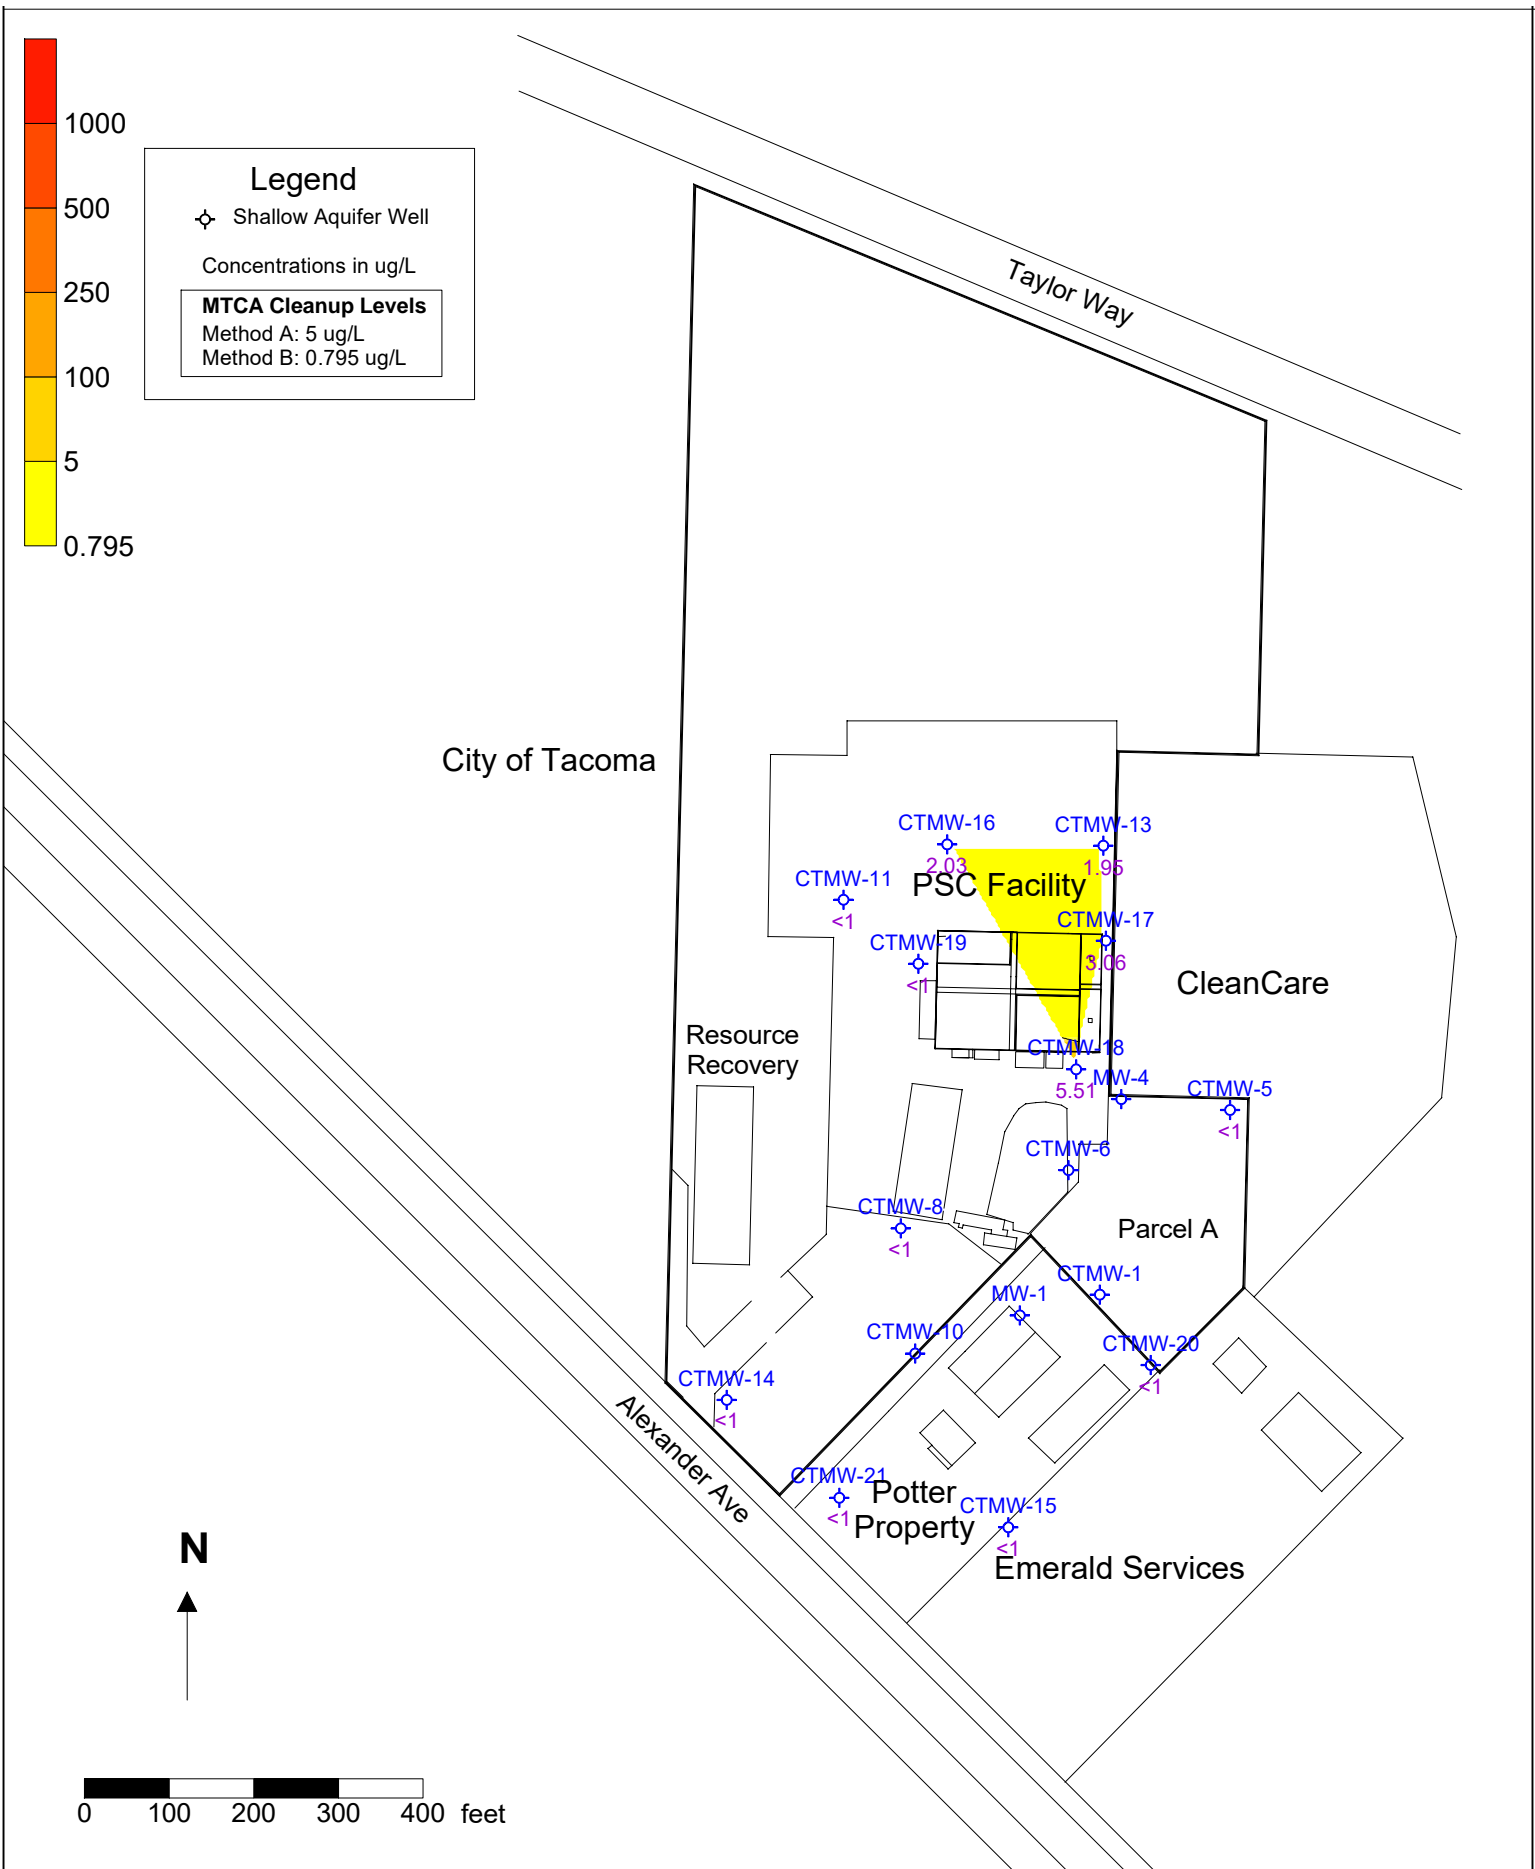 1000
500
250
100
5
0.795
Legend
Shallow Aquifer Well
Concentrations in ug/L
MTCA Cleanup Levels
Method A: 5 ug/L
Method B: 0.795 ug/L
Taylor Way
City of Tacoma
CTMW-16
2.03
CTMW-13
1.95
CTMW-11
<1
PSC Facility
CTMW-17
3.06
CTMW-19
<1
CleanCare
Resource
Recovery
CTMW-18
5.51
MW-4
CTMW-5
<1
CTMW-6
CTMW-8
<1
Parcel A
CTMW-1
MW-1
CTMW-10
CTMW-20
<1
CTMW-14
<1
Alexander Ave
CTMW-21
<1
Potter
Property
CTMW-15
<1
Emerald Services
N
0 100 200 300 400 feet